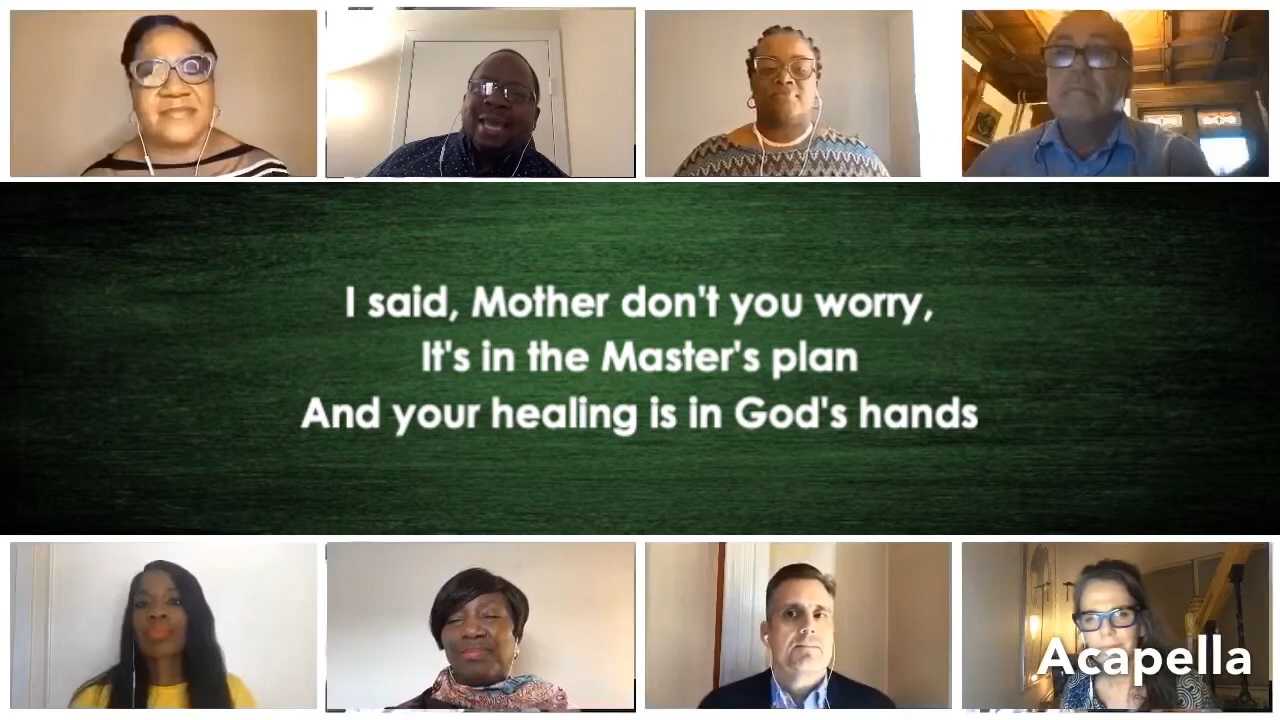 I said, Mother don't you worry,
It's in the Master's plan
And your healing is in God's hands
Acapella